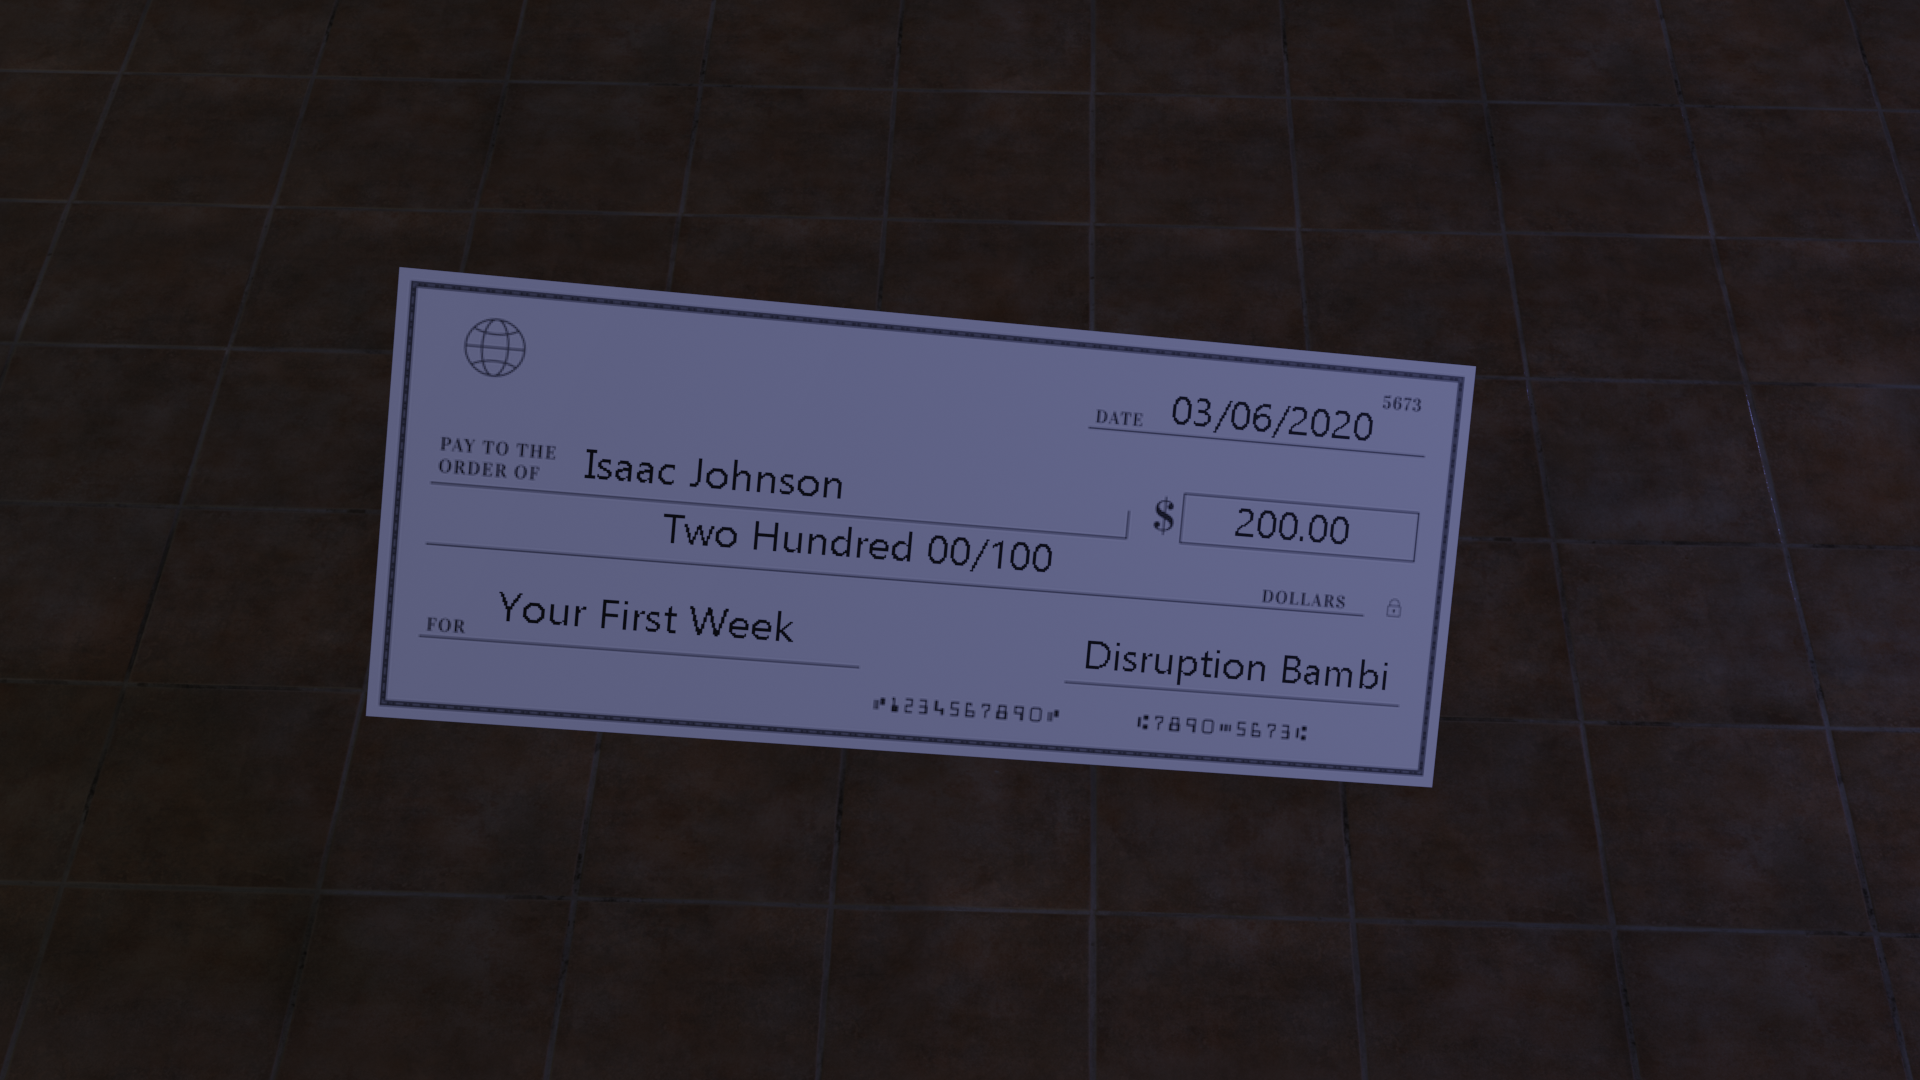 5673
DATE 03/06/2020
PAY TO THE
ORDER OF Isaac Johnson
$ 200.00
Two Hundred 00/100
DOLLARS
FOR Your First Week
Disruption Bambi
⑈1234567890⑈ ⑆7890⑉5673⑆